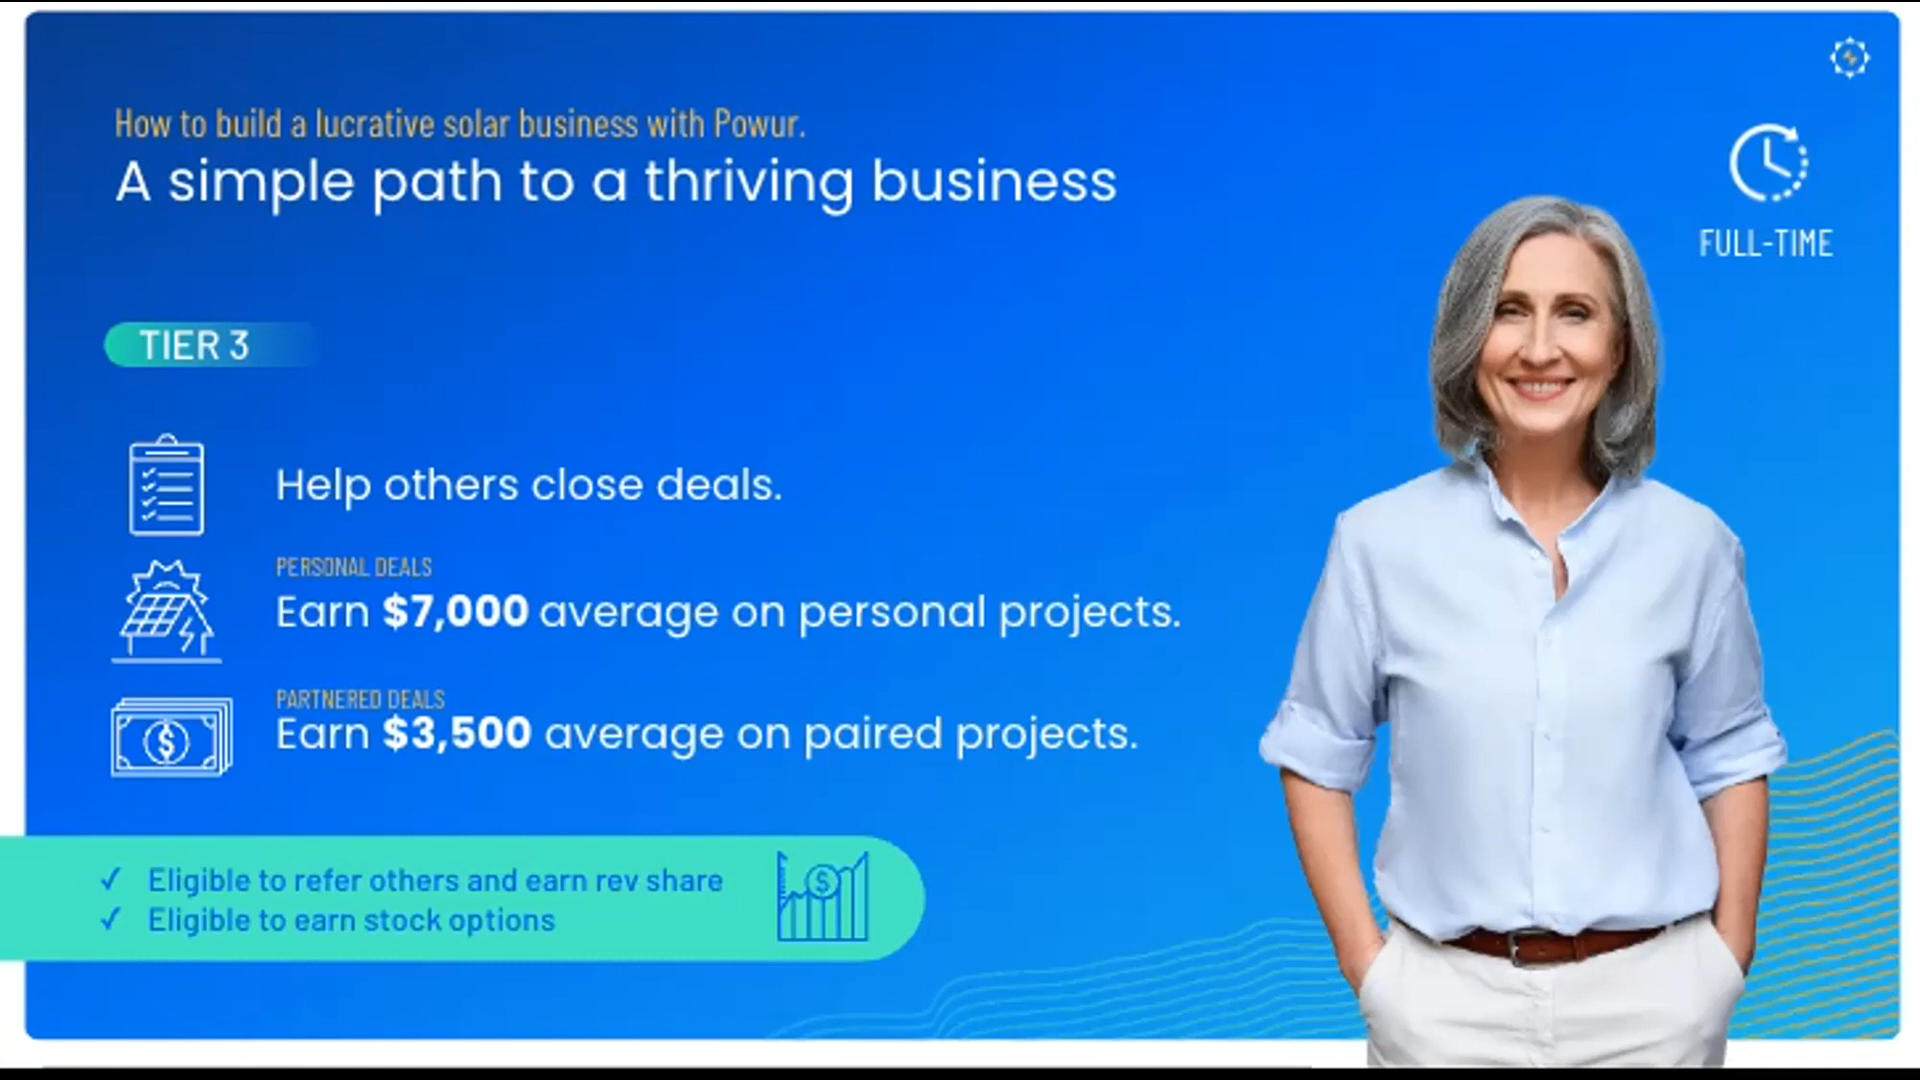 How to build a lucrative solar business with Powur.
A simple path to a thriving business
FULL-TIME
TIER 3
Help others close deals.
PERSONAL DEALS
Earn $7,000 average on personal projects.
PARTNERED DEALS
Earn $3,500 average on paired projects.
✓ Eligible to refer others and earn rev share
✓ Eligible to earn stock options